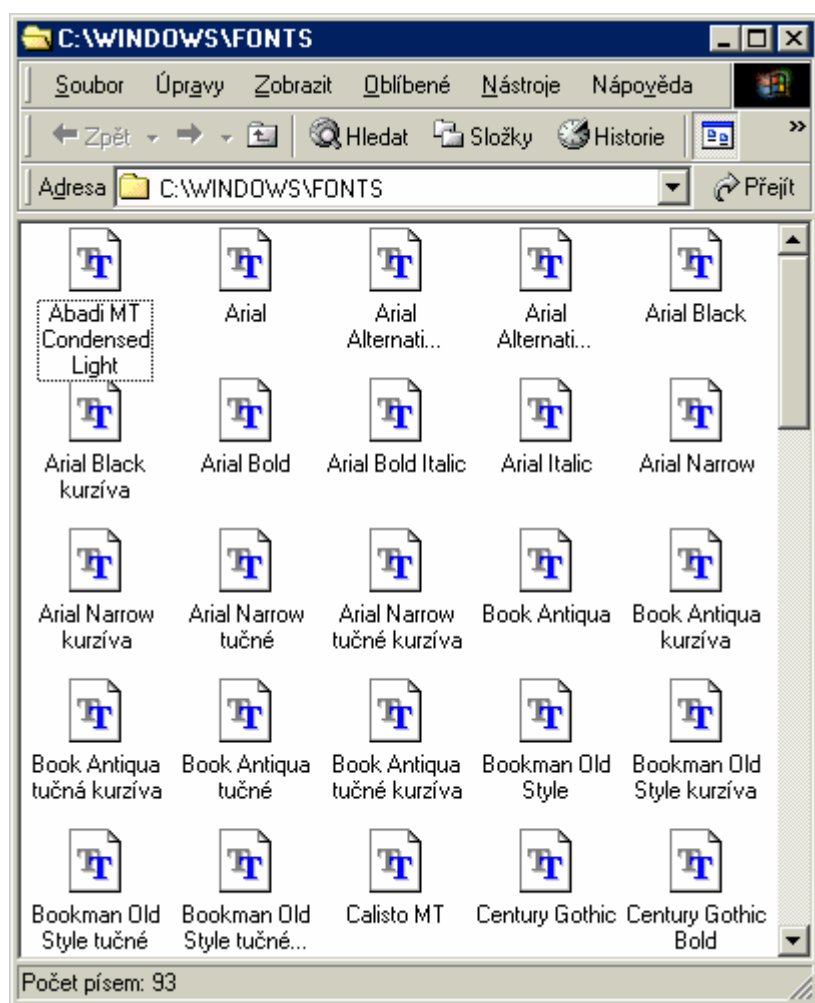 C:\WINDOWS\FONTS
Soubor Úpravy Zobrazit Oblíbené Nástroje Nápověda
Zpět Hledat Složky Historie »
Adresa C:\WINDOWS\FONTS Přejít
Abadi MT Condensed Light
Arial
Arial Alternati...
Arial Alternati...
Arial Black
Arial Black kurzíva
Arial Bold
Arial Bold Italic
Arial Italic
Arial Narrow
Arial Narrow kurzíva
Arial Narrow tučné
Arial Narrow tučné kurzíva
Book Antiqua
Book Antiqua kurzíva
Book Antiqua tučná kurzíva
Book Antiqua tučné
Book Antiqua tučné kurzíva
Bookman Old Style
Bookman Old Style kurzíva
Bookman Old Style tučné
Bookman Old Style tučné...
Calisto MT
Century Gothic
Century Gothic Bold
Počet písem: 93